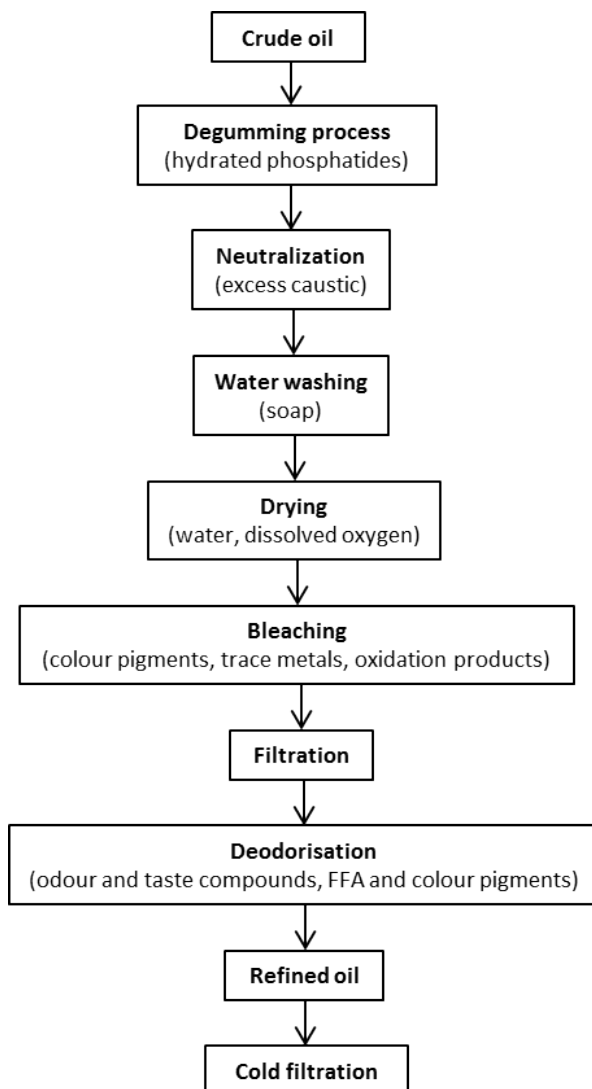 Crude oil
Degumming process
(hydrated phosphatides)
Neutralization
(excess caustic)
Water washing
(soap)
Drying
(water, dissolved oxygen)
Bleaching
(colour pigments, trace metals, oxidation products)
Filtration
Deodorisation
(odour and taste compounds, FFA and colour pigments)
Refined oil
Cold filtration